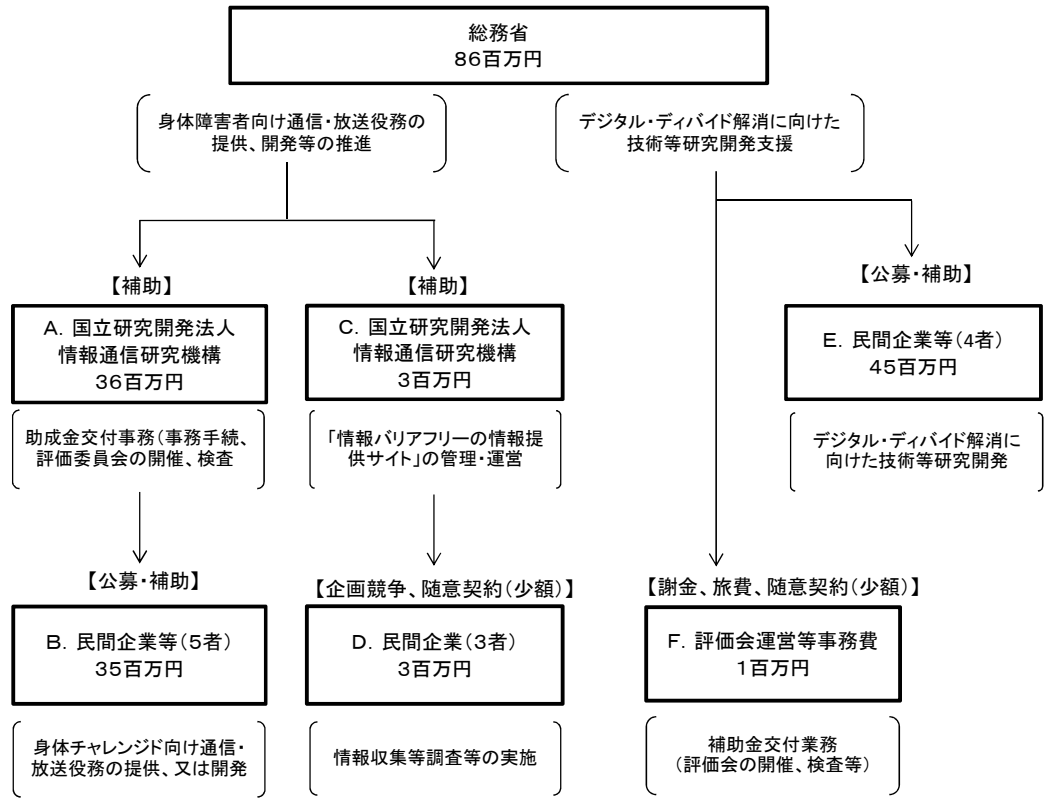 総務省
86百万円
身体障害者向け通信・放送役務の
提供、開発等の推進
デジタル・ディバイド解消に向けた
技術等研究開発支援
【補助】
A. 国立研究開発法人
情報通信研究機構
36百万円
助成金交付事務（事務手続、
評価委員会の開催、検査
【公募・補助】
B. 民間企業等（5者）
35百万円
身体チャレンジド向け通信・
放送役務の提供、又は開発
【補助】
C. 国立研究開発法人
情報通信研究機構
3百万円
「情報バリアフリーの情報提
供サイト」の管理・運営
【企画競争、随意契約（少額）】
D. 民間企業（3者）
3百万円
情報収集等調査等の実施
【公募・補助】
E. 民間企業等（4者）
45百万円
デジタル・ディバイド解消に
向けた技術等研究開発
【謝金、旅費、随意契約（少額）】
F. 評価会運営等事務費
1百万円
補助金交付業務
（評価会の開催、検査等）